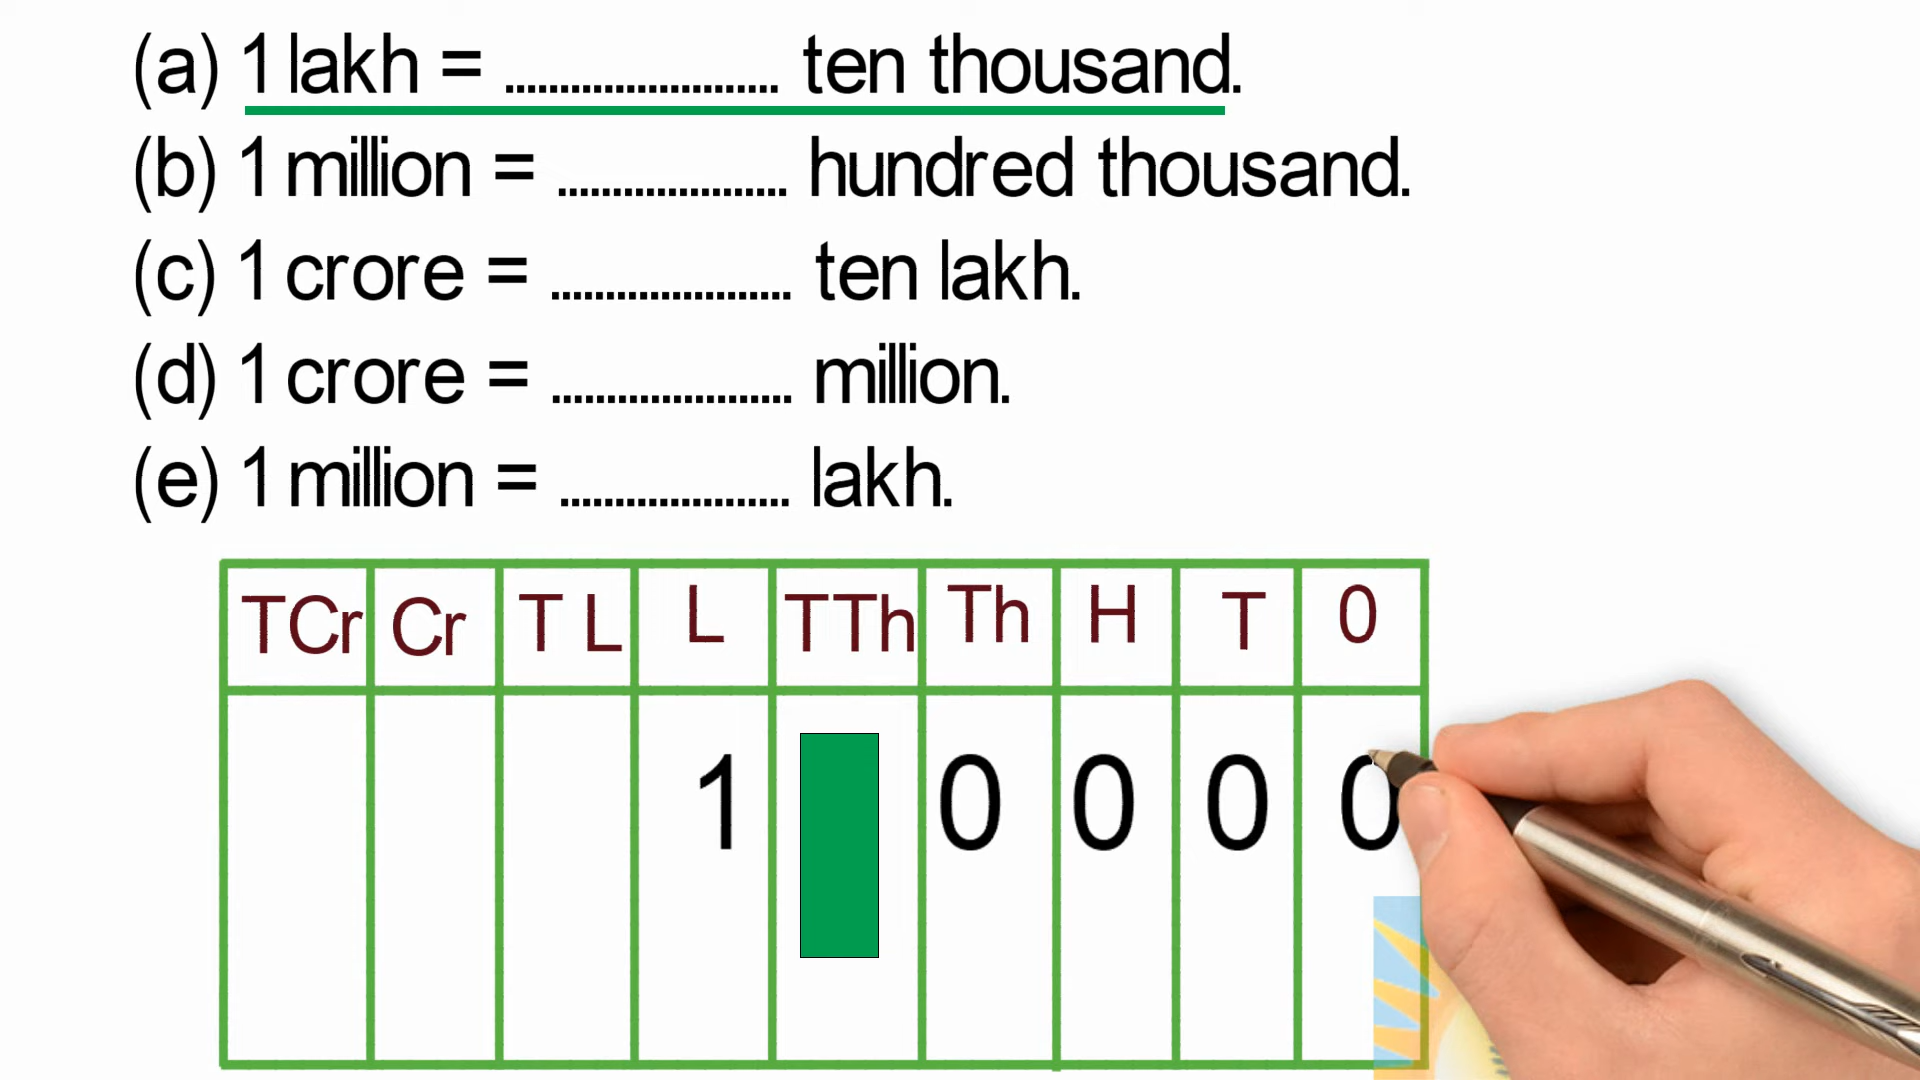 (a) 1 lakh = ......................... ten thousand.
(b) 1 million = ..................... hundred thousand.
(c) 1 crore = ...................... ten lakh.
(d) 1 crore = ...................... million.
(e) 1 million = ..................... lakh.
TCr Cr T L L TTh Th H T 0
1 0 0 0 0